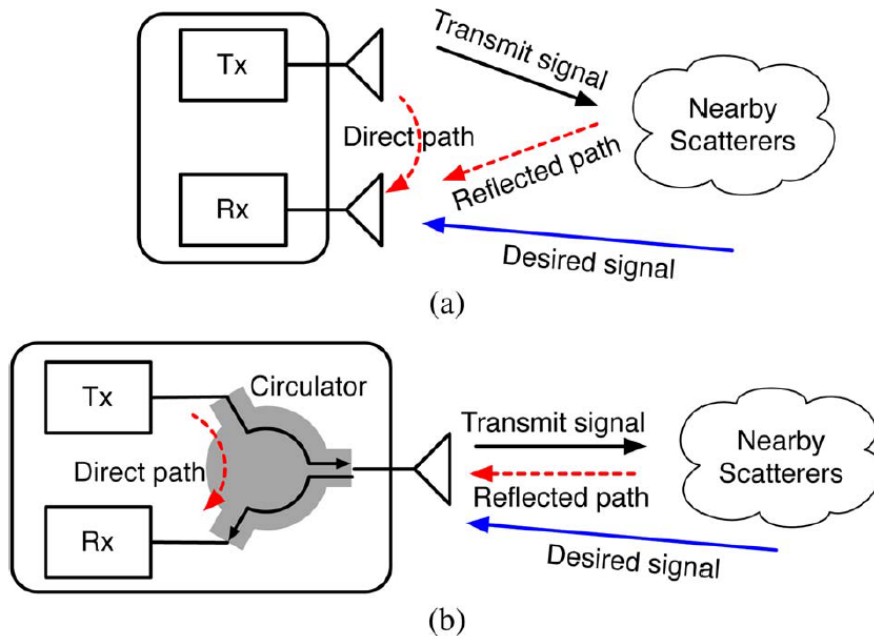 Tx
Transmit signal
Nearby
Scatterers
Direct path
Reflected path
Rx
Desired signal
(a)
Circulator
Tx
Transmit signal
Nearby
Scatterers
Direct path
Reflected path
Rx
Desired signal
(b)